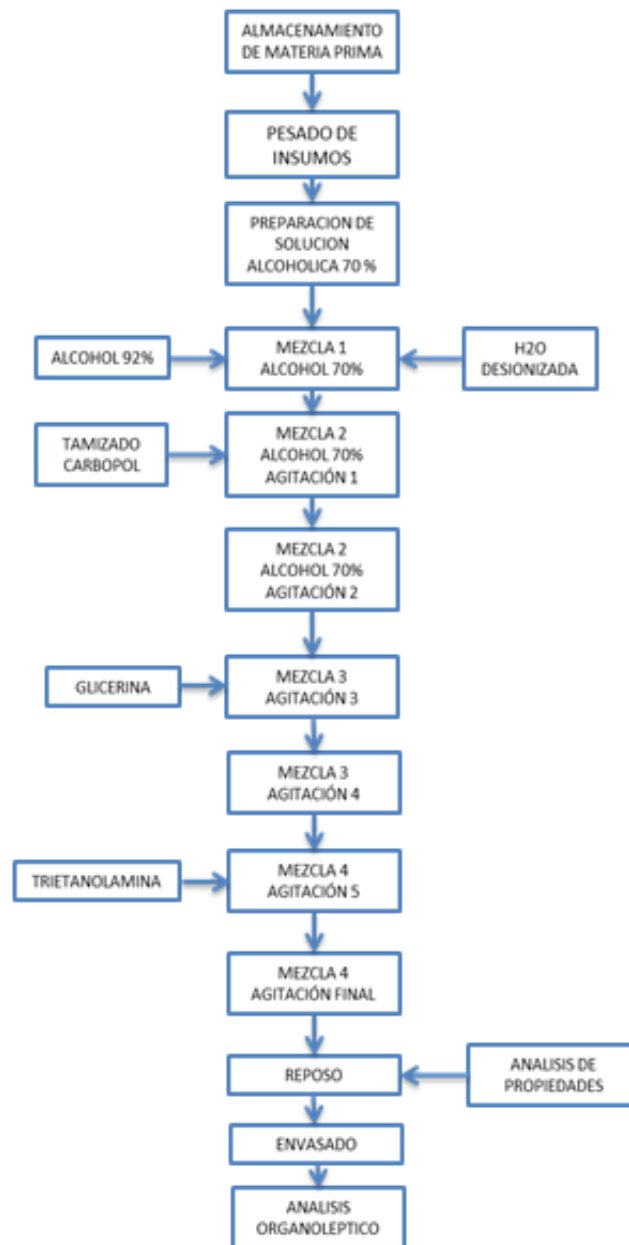 ALMACENAMIENTO
DE MATERIA PRIMA
PESADO DE
INSUMOS
PREPARACION DE
SOLUCION
ALCOHOLICA 70 %
ALCOHOL 92%
MEZCLA 1
ALCOHOL 70%
H2O
DESIONIZADA
TAMIZADO
CARBOPOL
MEZCLA 2
ALCOHOL 70%
AGITACIÓN 1
MEZCLA 2
ALCOHOL 70%
AGITACIÓN 2
GLICERINA
MEZCLA 3
AGITACIÓN 3
MEZCLA 3
AGITACIÓN 4
TRIETANOLAMINA
MEZCLA 4
AGITACIÓN 5
MEZCLA 4
AGITACIÓN FINAL
REPOSO
ANALISIS DE
PROPIEDADES
ENVASADO
ANALISIS
ORGANOLEPTICO